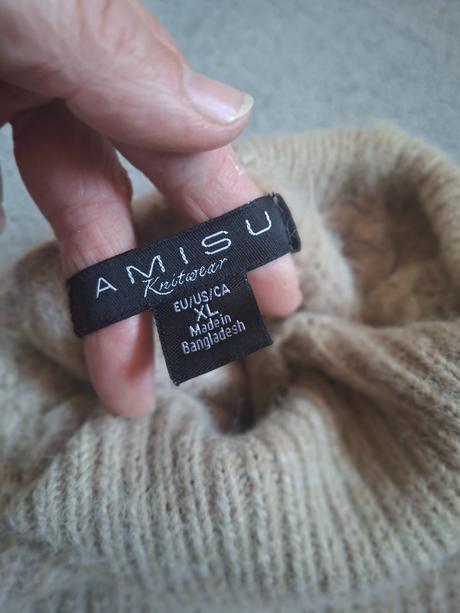 AMISU
Knitwear
EU/US/CA
XL
Made in
Bangladesh